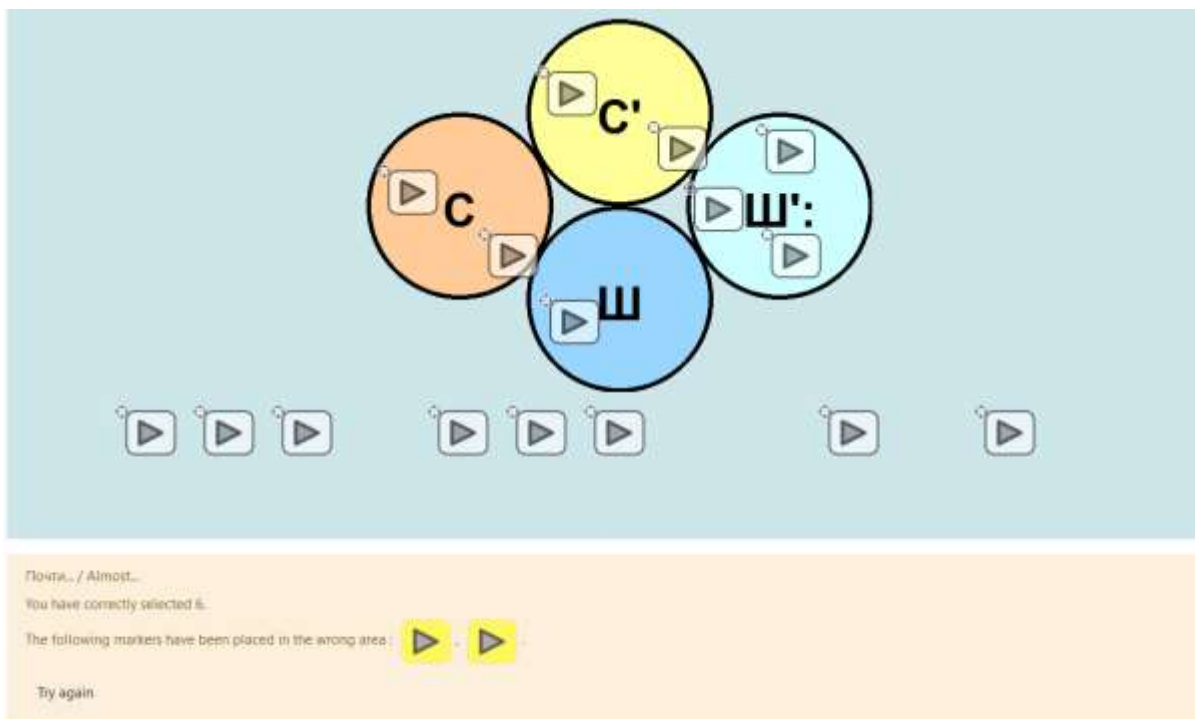 С'
С
Ш':
Ш
Почти... / Almost...
You have correctly selected 6.
The following markers have been placed in the wrong area : , .
Try again